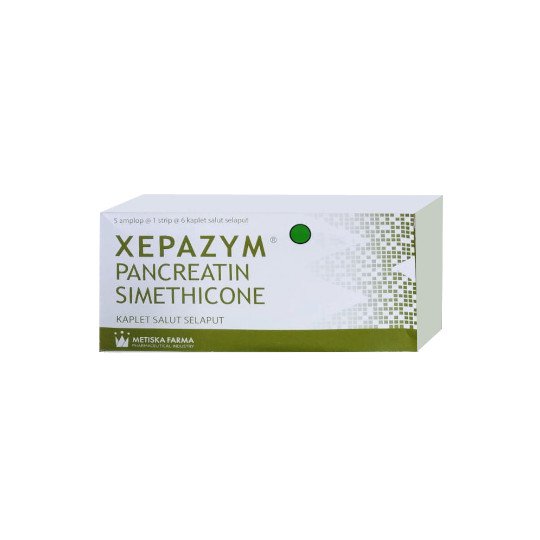 5 amplop @ 1 strip @ 6 kaplet salut selaput
XEPAZYM®
PANCREATIN
SIMETHICONE
KAPLET SALUT SELAPUT
METISKA FARMA
PHARMACEUTICAL INDUSTRY